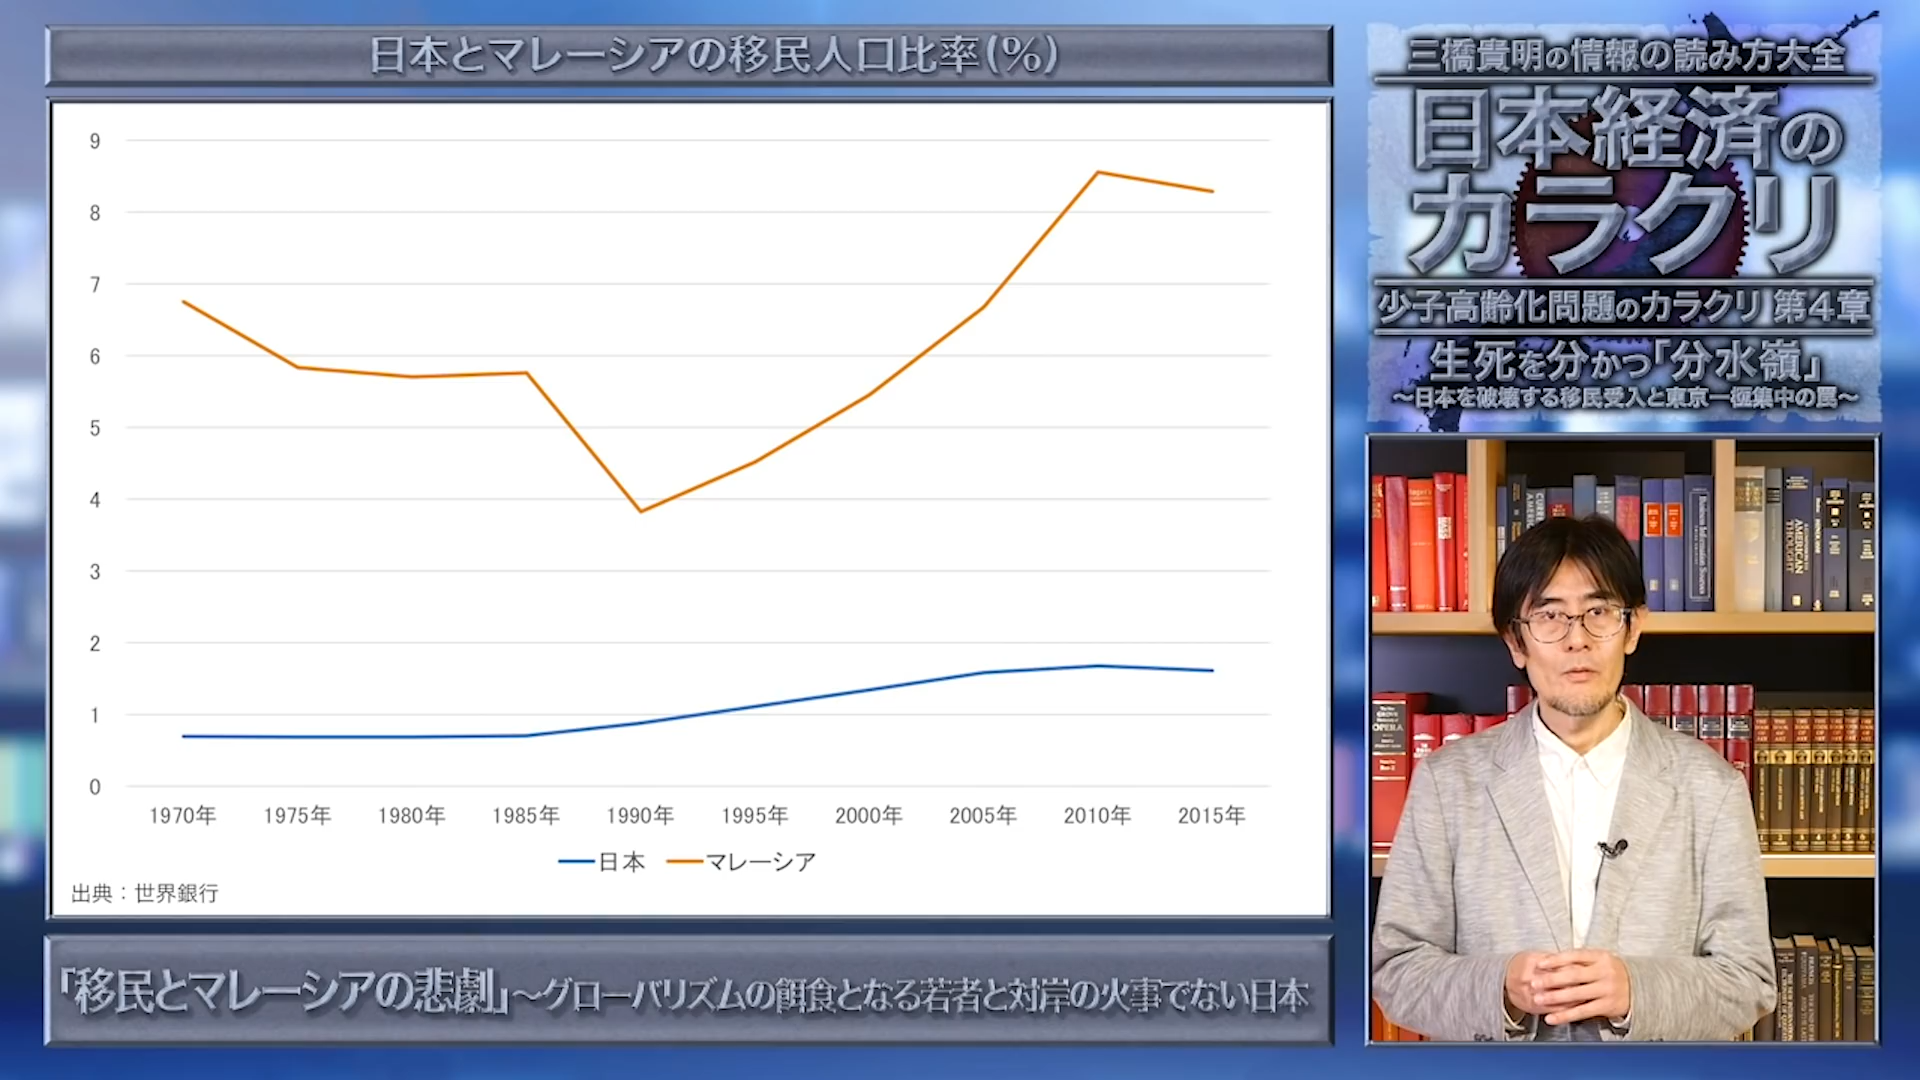 日本とマレーシアの移民人口比率(%)
9
8
7
6
5
4
3
2
1
0
1970年 1975年 1980年 1985年 1990年 1995年 2000年 2005年 2010年 2015年
日本 マレーシア
出典：世界銀行
「移民とマレーシアの悲劇」～グローバリズムの餌食となる若者と対岸の火事でない日本
三橋貴明の情報の読み方大全
日本経済の
カラクリ
少子高齢化問題のカラクリ 第4章
生死を分かつ「分水嶺」
～日本を破壊する移民受入と東京一極集中の罠～
AMERICAN
THOUGHT
OPERA